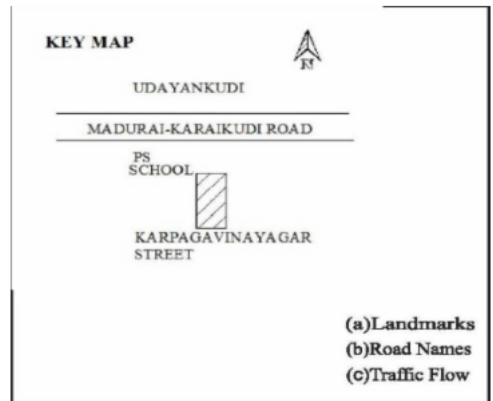 KEY MAP
N
UDAYANKUDI
MADURAI-KARAIKUDI ROAD
PS
SCHOOL
KARPAGAVINAYAGAR
STREET
(a)Landmarks
(b)Road Names
(c)Traffic Flow